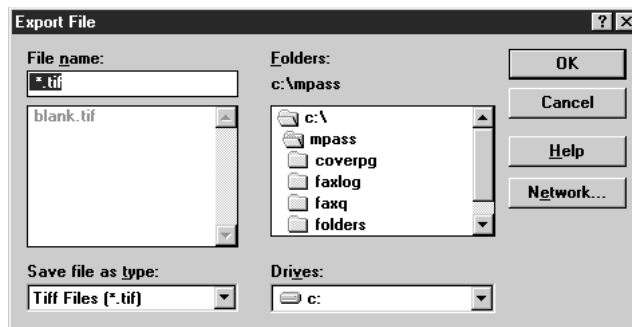 Export File
File name:
*.tif
blank.tif
Save file as type:
Tiff Files (*.tif)
Folders:
c:\mpass
c:\
mpass
coverpg
faxlog
faxq
folders
Drives:
c:
OK
Cancel
Help
Network...